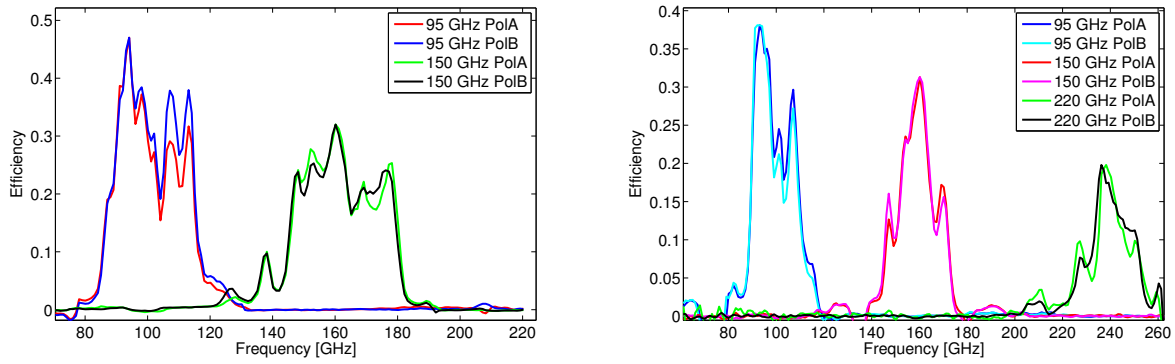 0.5
0.4
0.3
0.2
0.1
0
Efficiency
80 100 120 140 160 180 200 220
Frequency [GHz]
95 GHz PolA
95 GHz PolB
150 GHz PolA
150 GHz PolB
0.4
0.35
0.3
0.25
0.2
0.15
0.1
0.05
0
Efficiency
80 100 120 140 160 180 200 220 240 260
Frequency [GHz]
95 GHz PolA
95 GHz PolB
150 GHz PolA
150 GHz PolB
220 GHz PolA
220 GHz PolB